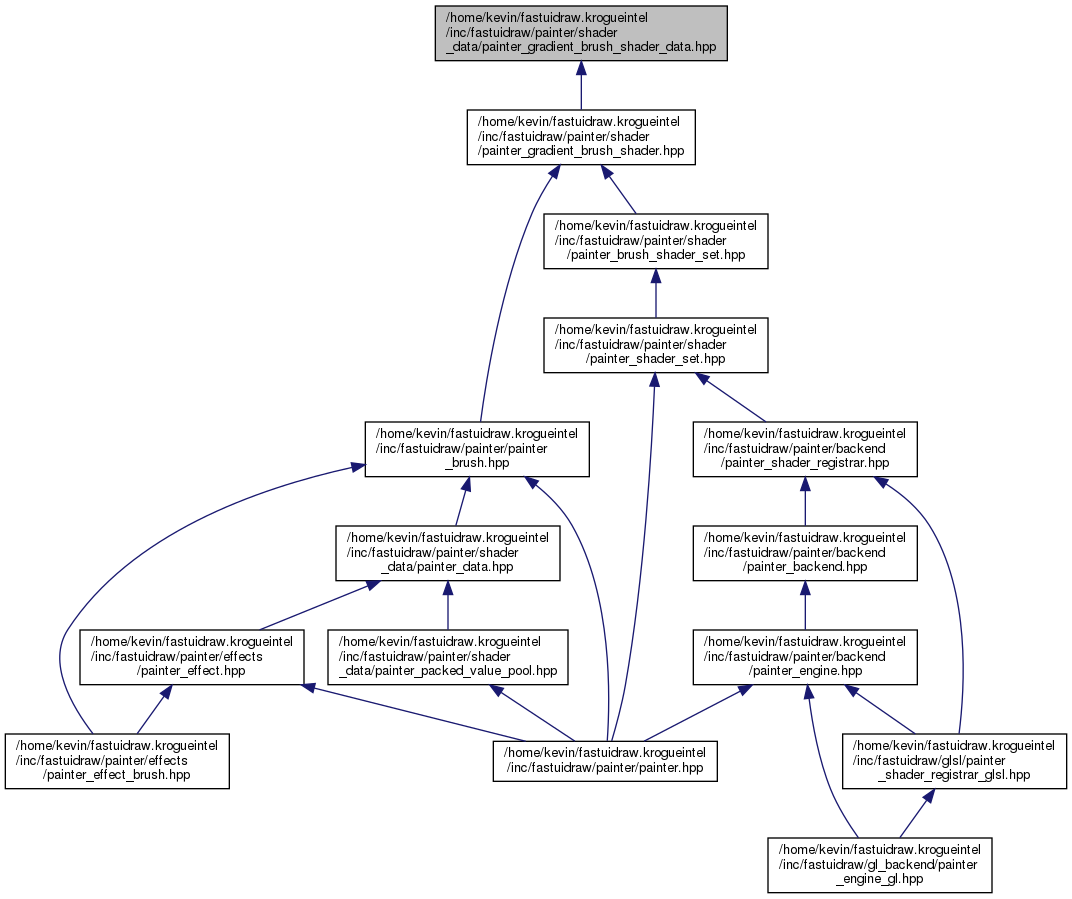 /home/kevin/fastuidraw.krogueintel
/inc/fastuidraw/painter/shader
_data/painter_gradient_brush_shader_data.hpp
/home/kevin/fastuidraw.krogueintel
/inc/fastuidraw/painter/shader
/painter_gradient_brush_shader.hpp
/home/kevin/fastuidraw.krogueintel
/inc/fastuidraw/painter/shader
/painter_brush_shader_set.hpp
/home/kevin/fastuidraw.krogueintel
/inc/fastuidraw/painter/shader
/painter_shader_set.hpp
/home/kevin/fastuidraw.krogueintel
/inc/fastuidraw/painter/painter
_brush.hpp
/home/kevin/fastuidraw.krogueintel
/inc/fastuidraw/painter/backend
/painter_shader_registrar.hpp
/home/kevin/fastuidraw.krogueintel
/inc/fastuidraw/painter/shader
_data/painter_data.hpp
/home/kevin/fastuidraw.krogueintel
/inc/fastuidraw/painter/backend
/painter_backend.hpp
/home/kevin/fastuidraw.krogueintel
/inc/fastuidraw/painter/effects
/painter_effect.hpp
/home/kevin/fastuidraw.krogueintel
/inc/fastuidraw/painter/shader
_data/painter_packed_value_pool.hpp
/home/kevin/fastuidraw.krogueintel
/inc/fastuidraw/painter/backend
/painter_engine.hpp
/home/kevin/fastuidraw.krogueintel
/inc/fastuidraw/painter/effects
/painter_effect_brush.hpp
/home/kevin/fastuidraw.krogueintel
/inc/fastuidraw/painter/painter.hpp
/home/kevin/fastuidraw.krogueintel
/inc/fastuidraw/glsl/painter
_shader_registrar_glsl.hpp
/home/kevin/fastuidraw.krogueintel
/inc/fastuidraw/gl_backend/painter
_engine_gl.hpp